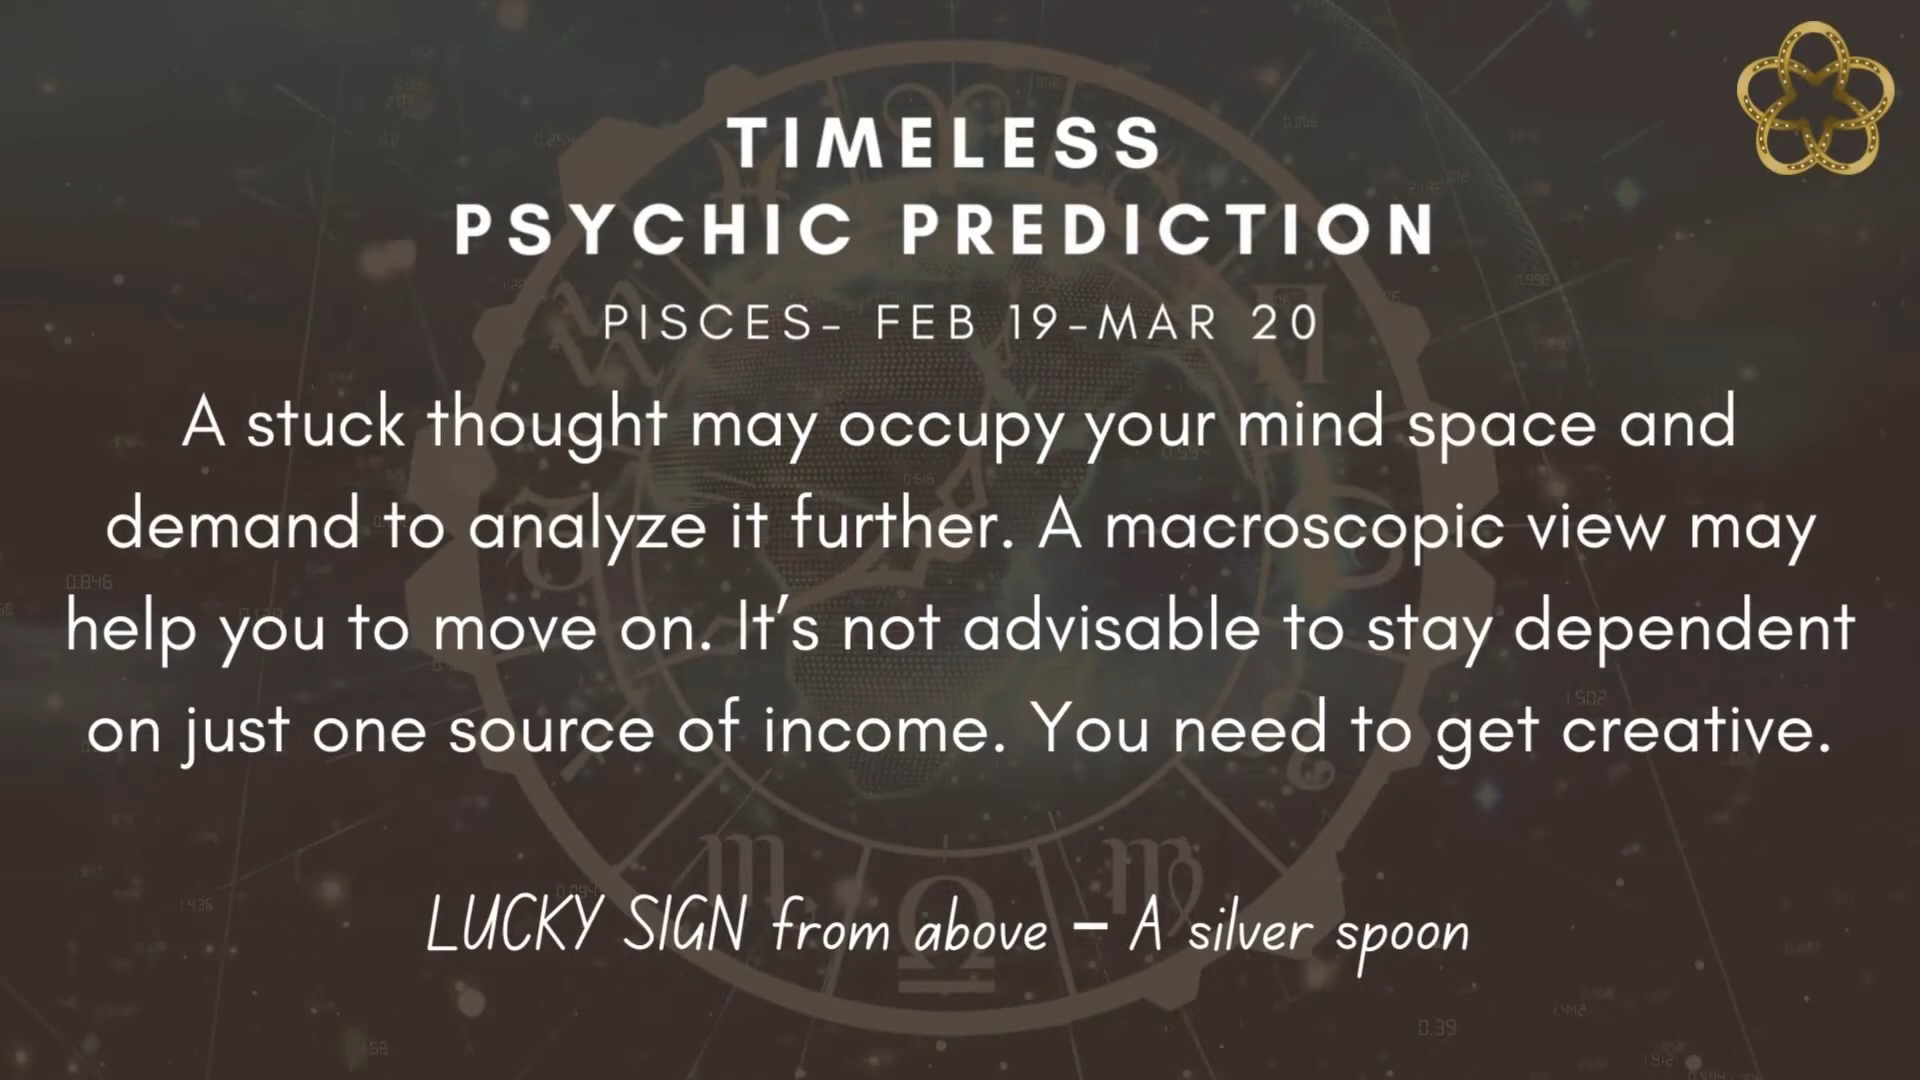 TIMELESS
PSYCHIC PREDICTION
PISCES- FEB 19-MAR 20
A stuck thought may occupy your mind space and
demand to analyze it further. A macroscopic view may
help you to move on. It's not advisable to stay dependent
on just one source of income. You need to get creative.
LUCKY SIGN from above – A silver spoon